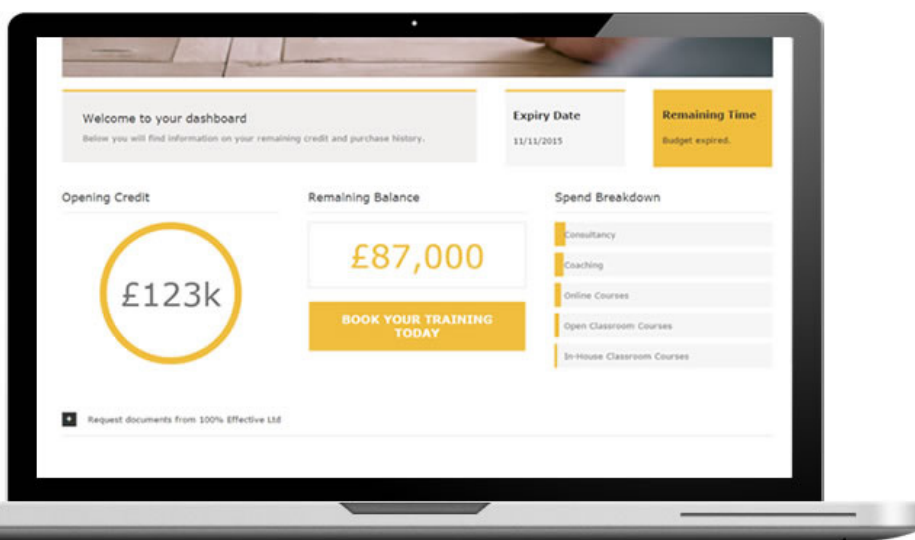 Welcome to your dashboard
Below you will find information on your remaining credit and purchase history.
Expiry Date
11/11/2015
Remaining Time
Budget expired.
Opening Credit
£123k
Remaining Balance
£87,000
BOOK YOUR TRAINING
TODAY
Spend Breakdown
Consultancy
Coaching
Online Courses
Open Classroom Courses
In-House Classroom Courses
+ Request documents from 100% Effective Ltd